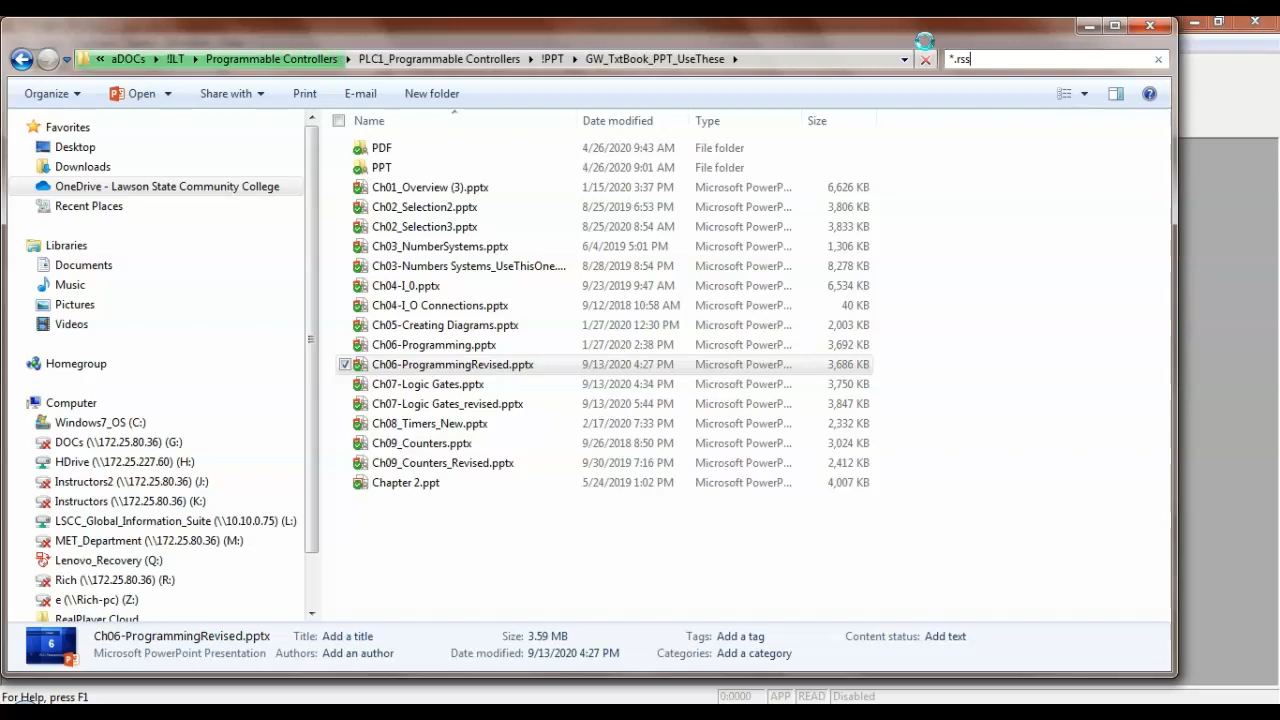 « aDOCs ▸ !ILT ▸ Programmable Controllers ▸ PLC1_Programmable Controllers ▸ !PPT ▸ GW_TxtBook_PPT_UseThese ▸ *.rss
Organize Open Share with Print E-mail New folder
Name Date modified Type Size
Favorites
Desktop
Downloads
OneDrive - Lawson State Community College
Recent Places
Libraries
Documents
Music
Pictures
Videos
Homegroup
Computer
Windows7_OS (C:)
DOCs (\\172.25.80.36) (G:)
HDrive (\\172.25.227.60) (H:)
Instructors2 (\\172.25.80.36) (J:)
Instructors (\\172.25.80.36) (K:)
LSCC_Global_Information_Suite (\\10.10.0.75) (L:)
MET_Department (\\172.25.80.36) (M:)
Lenovo_Recovery (Q:)
Rich (\\172.25.80.36) (R:)
e (\\Rich-pc) (Z:)
RealPlayer Cloud
PDF 4/26/2020 9:43 AM File folder
PPT 4/26/2020 9:01 AM File folder
Ch01_Overview (3).pptx 1/15/2020 3:37 PM Microsoft PowerP... 6,626 KB
Ch02_Selection2.pptx 8/25/2019 6:53 PM Microsoft PowerP... 3,806 KB
Ch02_Selection3.pptx 8/25/2020 8:54 AM Microsoft PowerP... 3,833 KB
Ch03_NumberSystems.pptx 6/4/2019 5:01 PM Microsoft PowerP... 1,306 KB
Ch03-Numbers Systems_UseThisOne.... 8/28/2019 8:54 PM Microsoft PowerP... 8,278 KB
Ch04-I_0.pptx 9/23/2019 9:47 AM Microsoft PowerP... 6,534 KB
Ch04-I_O Connections.pptx 9/12/2018 10:58 AM Microsoft PowerP... 40 KB
Ch05-Creating Diagrams.pptx 1/27/2020 12:30 PM Microsoft PowerP... 2,003 KB
Ch06-Programming.pptx 1/27/2020 2:38 PM Microsoft PowerP... 3,692 KB
Ch06-ProgrammingRevised.pptx 9/13/2020 4:27 PM Microsoft PowerP... 3,686 KB
Ch07-Logic Gates.pptx 9/13/2020 4:34 PM Microsoft PowerP... 3,750 KB
Ch07-Logic Gates_revised.pptx 9/13/2020 5:44 PM Microsoft PowerP... 3,847 KB
Ch08_Timers_New.pptx 2/17/2020 7:33 PM Microsoft PowerP... 2,332 KB
Ch09_Counters.pptx 9/26/2018 8:50 PM Microsoft PowerP... 3,024 KB
Ch09_Counters_Revised.pptx 9/30/2019 7:16 PM Microsoft PowerP... 2,412 KB
Chapter 2.ppt 5/24/2019 1:02 PM Microsoft PowerP... 4,007 KB
6
Ch06-ProgrammingRevised.pptx Title: Add a title Size: 3.59 MB Tags: Add a tag Content status: Add text
Microsoft PowerPoint Presentation Authors: Add an author Date modified: 9/13/2020 4:27 PM Categories: Add a category
For Help, press F1 0:0000 APP READ Disabled